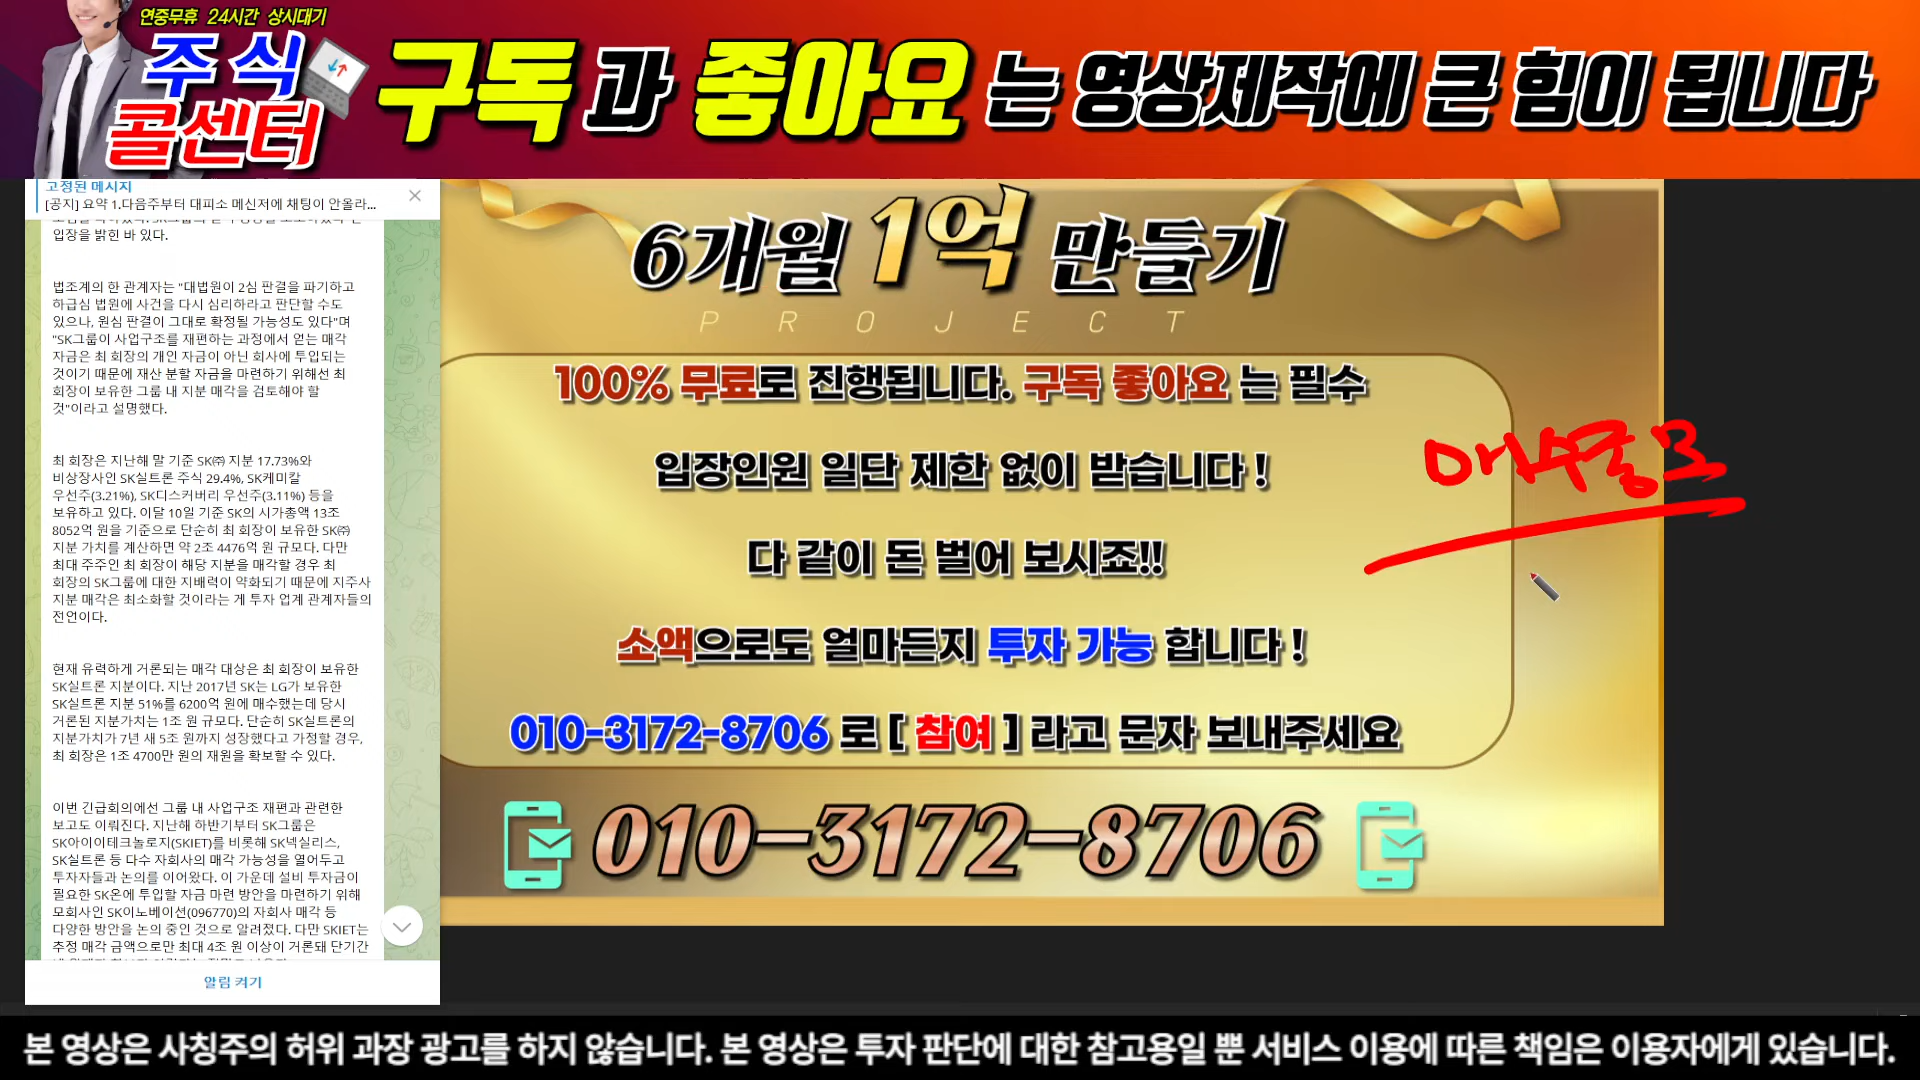 연중무휴 24시간 상시대기
주식
콜센터
구독과 좋아요는 영상제작에 큰 힘이 됩니다
고정된 메시지
[공지] 요약 1.다음주부터 대피소 메신저에 채팅이 안올라...
입장을 밝힌 바 있다.
법조계의 한 관계자는 "대법원이 2심 판결을 파기하고
하급심 법원에 사건을 다시 심리하라고 판단할 수도
있으나, 원심 판결이 그대로 확정될 가능성도 있다"며
"SK그룹이 사업구조를 재편하는 과정에서 얻는 매각
자금은 최 회장의 개인 자금이 아닌 회사에 투입되는
것이기 때문에 재산 분할 자금을 마련하기 위해선 최
회장이 보유한 그룹 내 지분 매각을 검토해야 할
것"이라고 설명했다.
최 회장은 지난해 말 기준 SK㈜ 지분 17.73%와
비상장사인 SK실트론 주식 29.4%, SK케미칼
우선주(3.21%), SK디스커버리 우선주(3.11%) 등을
보유하고 있다. 이달 10일 기준 SK의 시가총액 13조
8052억 원을 기준으로 단순히 최 회장이 보유한 SK㈜
지분 가치를 계산하면 약 2조 4476억 원 규모다. 다만
최대 주주인 최 회장이 해당 지분을 매각할 경우 최
회장의 SK그룹에 대한 지배력이 약화되기 때문에 지주사
지분 매각은 최소화할 것이라는 게 투자 업계 관계자들의
전언이다.
현재 유력하게 거론되는 매각 대상은 최 회장이 보유한
SK실트론 지분이다. 지난 2017년 SK는 LG가 보유한
SK실트론 지분 51%를 6200억 원에 매수했는데 당시
거론된 지분가치는 1조 원 규모다. 단순히 SK실트론의
지분가치가 7년 새 5조 원까지 성장했다고 가정할 경우,
최 회장은 1조 4700만 원의 재원을 확보할 수 있다.
이번 긴급회의에선 그룹 내 사업구조 재편과 관련한
보고도 이뤄진다. 지난해 하반기부터 SK그룹은
SK아이이테크놀로지(SKIET)를 비롯해 SK넥실리스,
SK실트론 등 다수 자회사의 매각 가능성을 열어두고
투자자들과 논의를 이어왔다. 이 가운데 설비 투자금이
필요한 SK온에 투입할 자금 마련 방안을 마련하기 위해
모회사인 SK이노베이션(096770)의 자회사 매각 등
다양한 방안을 논의 중인 것으로 알려졌다. 다만 SKIET는
추정 매각 금액으로만 최대 4조 원 이상이 거론돼 단기간
알림 켜기
6개월 1억 만들기
PROJECT
100% 무료로 진행됩니다. 구독 좋아요 는 필수
입장인원 일단 제한 없이 받습니다 !
다 같이 돈 벌어 보시죠!!
소액으로도 얼마든지 투자 가능 합니다 !
010-3172-8706 로 [ 참여 ] 라고 문자 보내주세요
010-3172-8706
본 영상은 사칭주의 허위 과장 광고를 하지 않습니다. 본 영상은 투자 판단에 대한 참고용일 뿐 서비스 이용에 따른 책임은 이용자에게 있습니다.